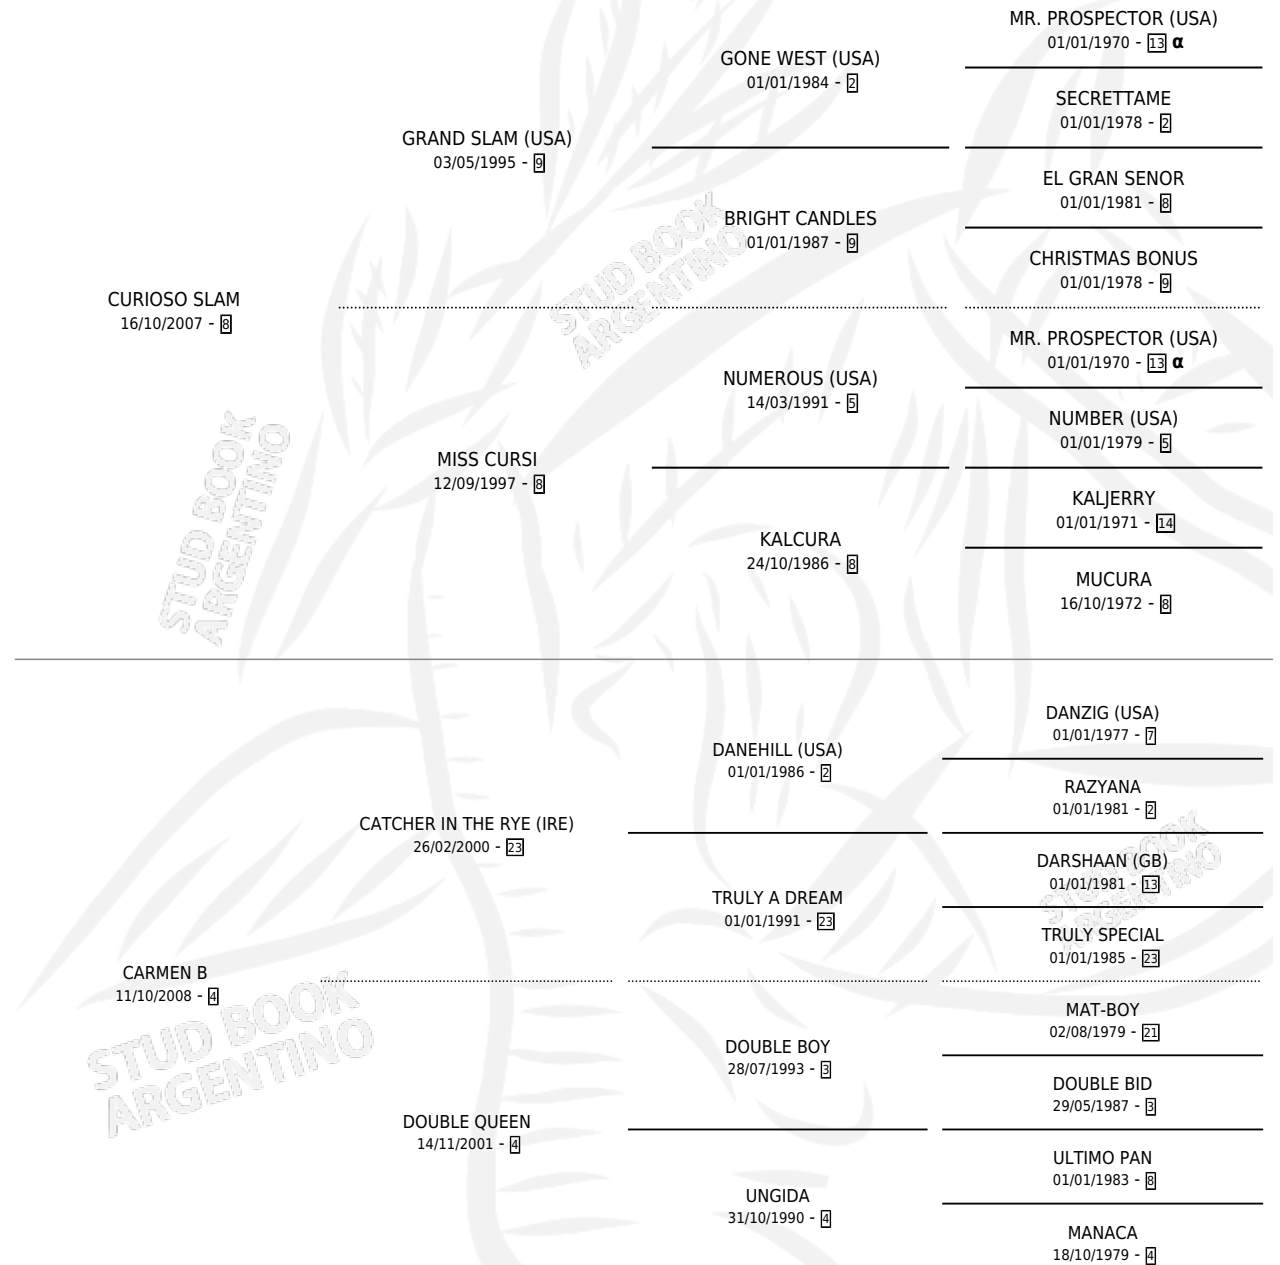 MR. PROSPECTOR (USA)
01/01/1970 - 13 α
GONE WEST (USA)
01/01/1984 - 2
SECRETTAME
01/01/1978 - 2
GRAND SLAM (USA)
03/05/1995 - 9
EL GRAN SENOR
01/01/1981 - 8
BRIGHT CANDLES
01/01/1987 - 9
CHRISTMAS BONUS
01/01/1978 - 9
CURIOSO SLAM
16/10/2007 - 8
MR. PROSPECTOR (USA)
01/01/1970 - 13 α
NUMEROUS (USA)
14/03/1991 - 5
NUMBER (USA)
01/01/1979 - 5
MISS CURSI
12/09/1997 - 8
KALJERRY
01/01/1971 - 14
KALCURA
24/10/1986 - 8
MUCURA
16/10/1972 - 8
DANZIG (USA)
01/01/1977 - 7
DANEHILL (USA)
01/01/1986 - 2
RAZYANA
01/01/1981 - 2
CATCHER IN THE RYE (IRE)
26/02/2000 - 23
DARSHAAN (GB)
01/01/1981 - 13
TRULY A DREAM
01/01/1991 - 23
TRULY SPECIAL
01/01/1985 - 23
CARMEN B
11/10/2008 - 4
MAT-BOY
02/08/1979 - 21
DOUBLE BOY
28/07/1993 - 3
DOUBLE BID
29/05/1987 - 3
DOUBLE QUEEN
14/11/2001 - 4
ULTIMO PAN
01/01/1983 - 8
UNGIDA
31/10/1990 - 4
MANACA
18/10/1979 - 4
STUD BOOK
ARGENTINO
STUD BOOK
ARGENTINO
STUD BOOK
ARGENTINO
STUD BOOK
ARGENTINO